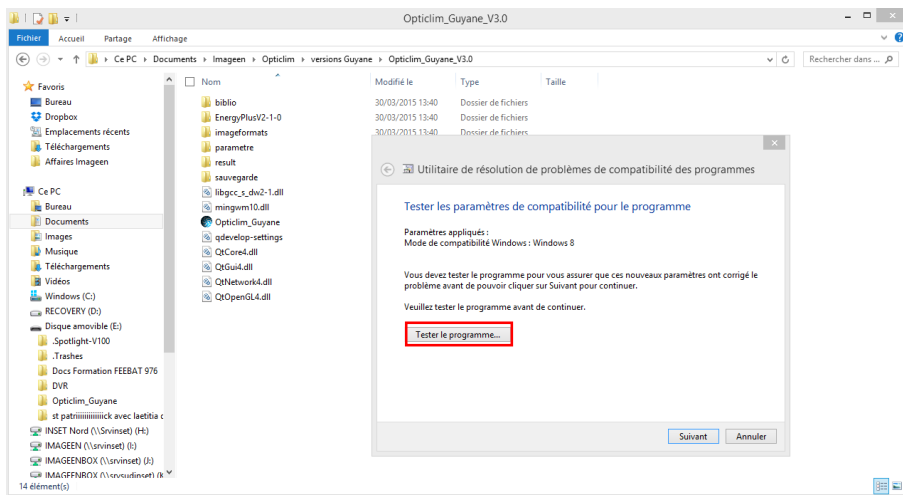 Opticlim_Guyane_V3.0
Fichier Accueil Partage Affichage
Ce PC Documents Imageen Opticlim versions Guyane Opticlim_Guyane_V3.0
Rechercher dans ...
Favoris
Bureau
Dropbox
Emplacements récents
Téléchargements
Affaires Imageen
Ce PC
Bureau
Documents
Images
Musique
Téléchargements
Vidéos
Windows (C:)
RECOVERY (D:)
Disque amovible (E:)
.Spotlight-V100
.Trashes
Docs Formation FEEBAT 976
DVR
Opticlim_Guyane
avec laetitia
INSET Nord (\\Srvinset) (H:)
IMAGEEN (\\srvinset) (I:)
IMAGEENBOX (\\srvinset) (J:)
IMAGEENBOX (\\srvsudinset) (K
14 élément(s)
Nom Modifié le Type Taille
biblio 30/03/2015 13:40 Dossier de fichiers
EnergyPlusV2-1-0 30/03/2015 13:40 Dossier de fichiers
imageformats 30/03/2015 13:40 Dossier de fichiers
parametre
result
sauvegarde
libgcc_s_dw2-1.dll
mingwm10.dll
Opticlim_Guyane
qdevelop-settings
QtCore4.dll
QtGui4.dll
QtNetwork4.dll
QtOpenGL4.dll
Utilitaire de résolution de problèmes de compatibilité des programmes
Tester les paramètres de compatibilité pour le programme
Paramètres appliqués :
Mode de compatibilité Windows : Windows 8
Vous devez tester le programme pour vous assurer que ces nouveaux paramètres ont corrigé le
problème avant de pouvoir cliquer sur Suivant pour continuer.
Veuillez tester le programme avant de continuer.
Tester le programme...
Suivant Annuler